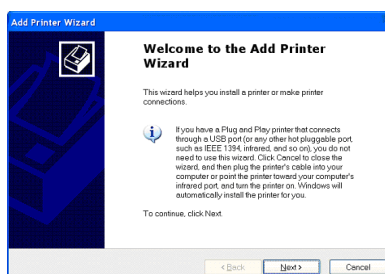 Add Printer Wizard
Welcome to the Add Printer
Wizard
This wizard helps you install a printer or make printer
connections.
If you have a Plug and Play printer that connects
through a USB port (or any other hot pluggable port,
such as IEEE 1394, infrared, and so on), you do not
need to use this wizard. Click Cancel to close the
wizard, and then plug the printer's cable into your
computer or point the printer toward your computer's
infrared port, and turn the printer on. Windows will
automatically install the printer for you.
To continue, click Next.
< Back
Next >
Cancel